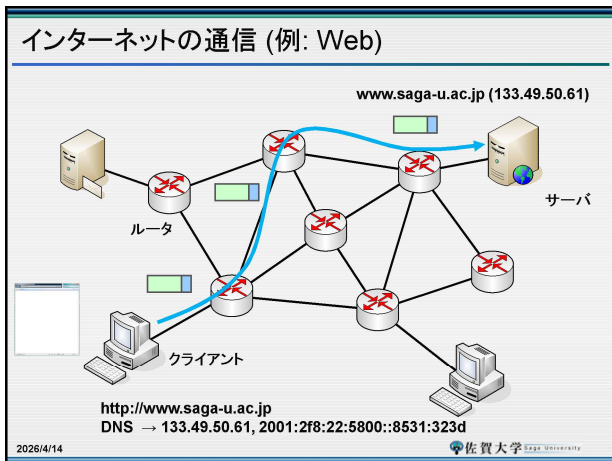 インターネットの通信 (例: Web)
www.saga-u.ac.jp (133.49.50.61)
サーバ
ルータ
クライアント
http://www.saga-u.ac.jp
DNS → 133.49.50.61, 2001:2f8:22:5800::8531:323d
2026/4/14
佐賀大学 Saga University